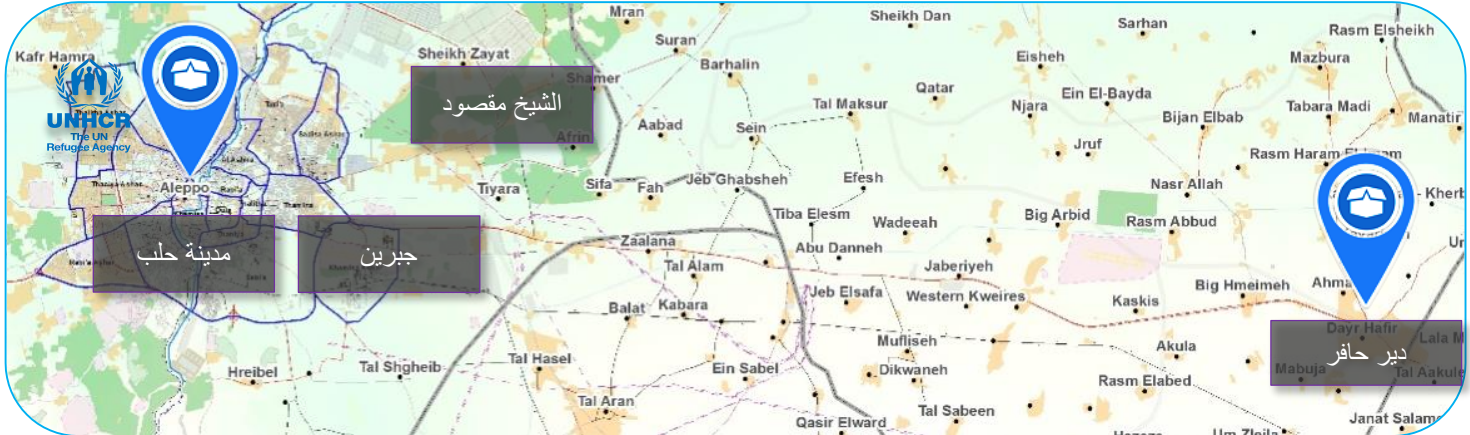 Mran
Sheikh Dan
Sarhan
Rasm Elsheikh
Kafr Hamra
Sheikh Zayat
Suran
Barhalin
Eisheh
Mazbura
Shamer
الشيخ مقصود
Qatar
Ein El-Bayda
UNHCR
The UN
Refugee Agency
Tal Maksur
Njara
Tabara Madi
Bijan Elbab
Manatir
Afrin
Aabad
Sein
Jruf
Rasm Haram
Aleppo
Tiyara
Sifa
Fah
Jeb Ghabsheh
Efesh
Nasr Allah
Tiba Elesm
Wadeeah
Big Arbid
Rasm Abbud
مدينة حلب
جبرين
Zaalana
Abu Danneh
Tal Alam
Jaberiyeh
Jeb Elsafa
Western Kweires
Big Hmeimeh
Kaskis
Balat
Kabara
Dayr Hafir
دير حافر
Mufliseh
Akula
Hreibel
Tal Shgheib
Tal Hasel
Ein Sabel
Dikwaneh
Rasm Elabed
Mabuja
Tal Aran
Tal Sabeen
Qasir Elward
Um Zleila